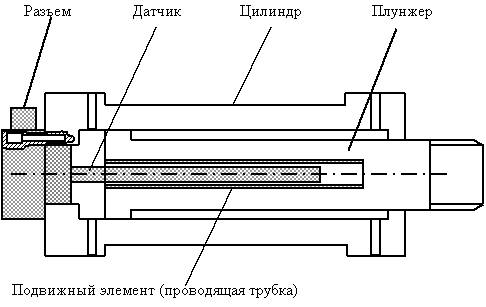 Разъем
Датчик
Цилиндр
Плунжер
Подвижный элемент (проводящая трубка)